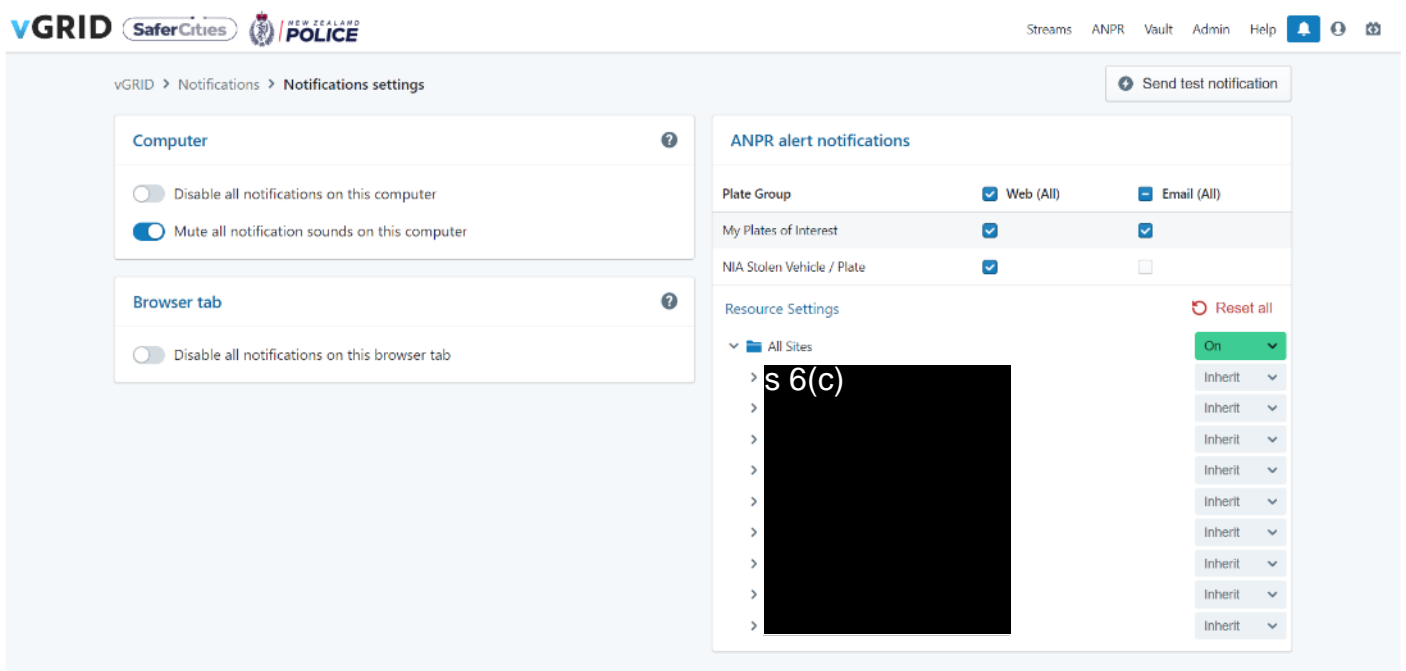 vGRID SaferCities NEW ZEALAND POLICE Streams ANPR Vault Admin Help
vGRID > Notifications > Notifications settings
Send test notification
Computer
Disable all notifications on this computer
Mute all notification sounds on this computer
Browser tab
Disable all notifications on this browser tab
ANPR alert notifications
Plate Group Web (All) Email (All)
My Plates of Interest
NIA Stolen Vehicle / Plate
Resource Settings Reset all
All Sites On
s 6(c) Inherit
Inherit
Inherit
Inherit
Inherit
Inherit
Inherit
Inherit
Inherit